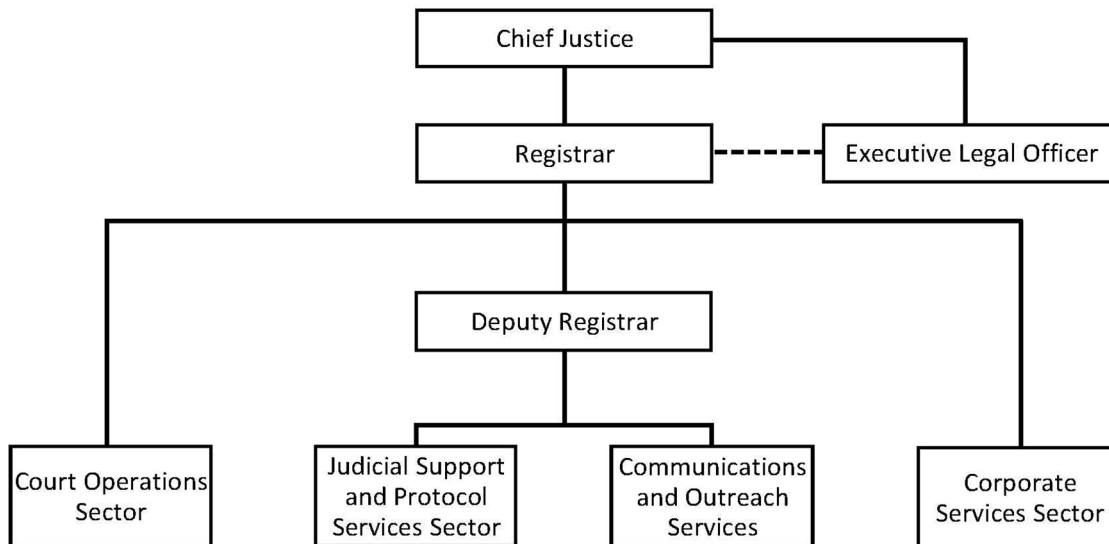 Chief Justice
Registrar
Executive Legal Officer
Deputy Registrar
Court Operations
Sector
Judicial Support
and Protocol
Services Sector
Communications
and Outreach
Services
Corporate
Services Sector